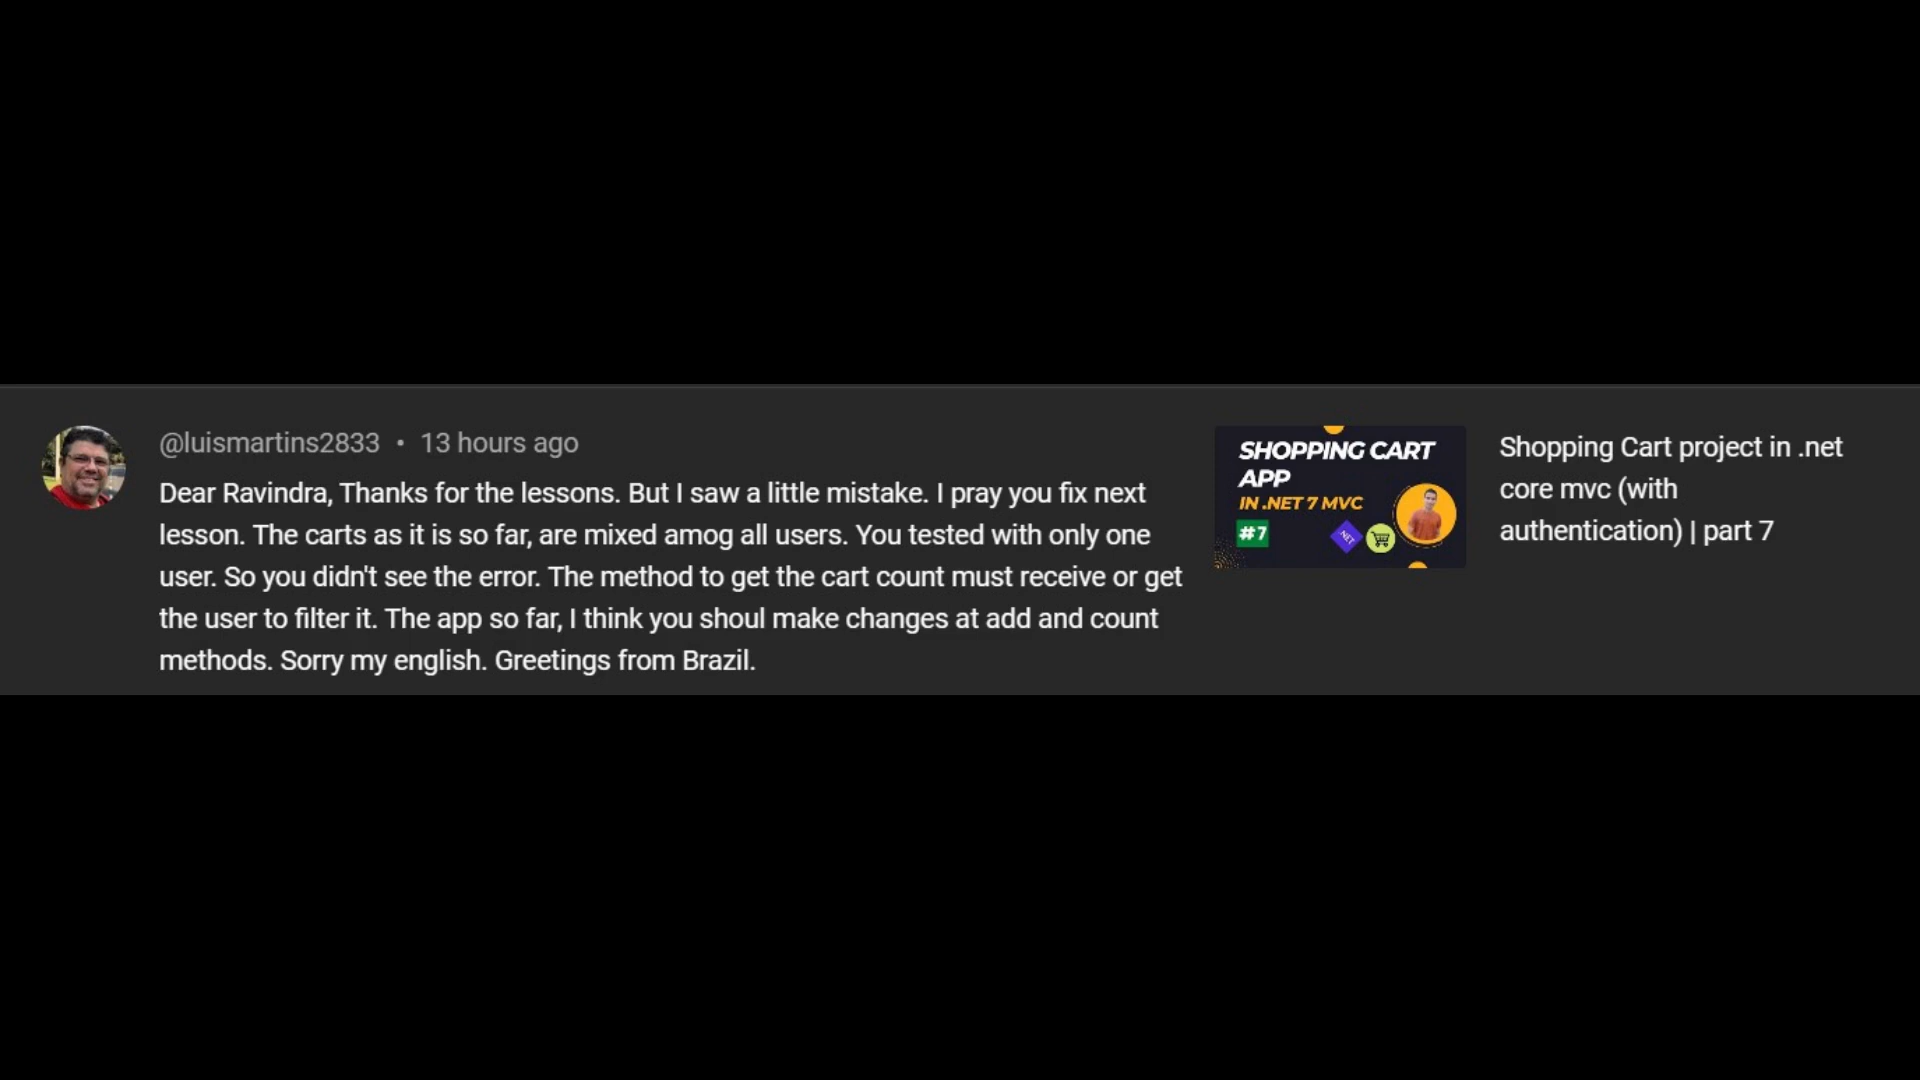 @luismartins2833 • 13 hours ago
Dear Ravindra, Thanks for the lessons. But I saw a little mistake. I pray you fix next
lesson. The carts as it is so far, are mixed amog all users. You tested with only one
user. So you didn't see the error. The method to get the cart count must receive or get
the user to filter it. The app so far, I think you shoul make changes at add and count
methods. Sorry my english. Greetings from Brazil.
SHOPPING CART
APP
IN .NET 7 MVC
#7
.NET
Shopping Cart project in .net
core mvc (with
authentication) | part 7